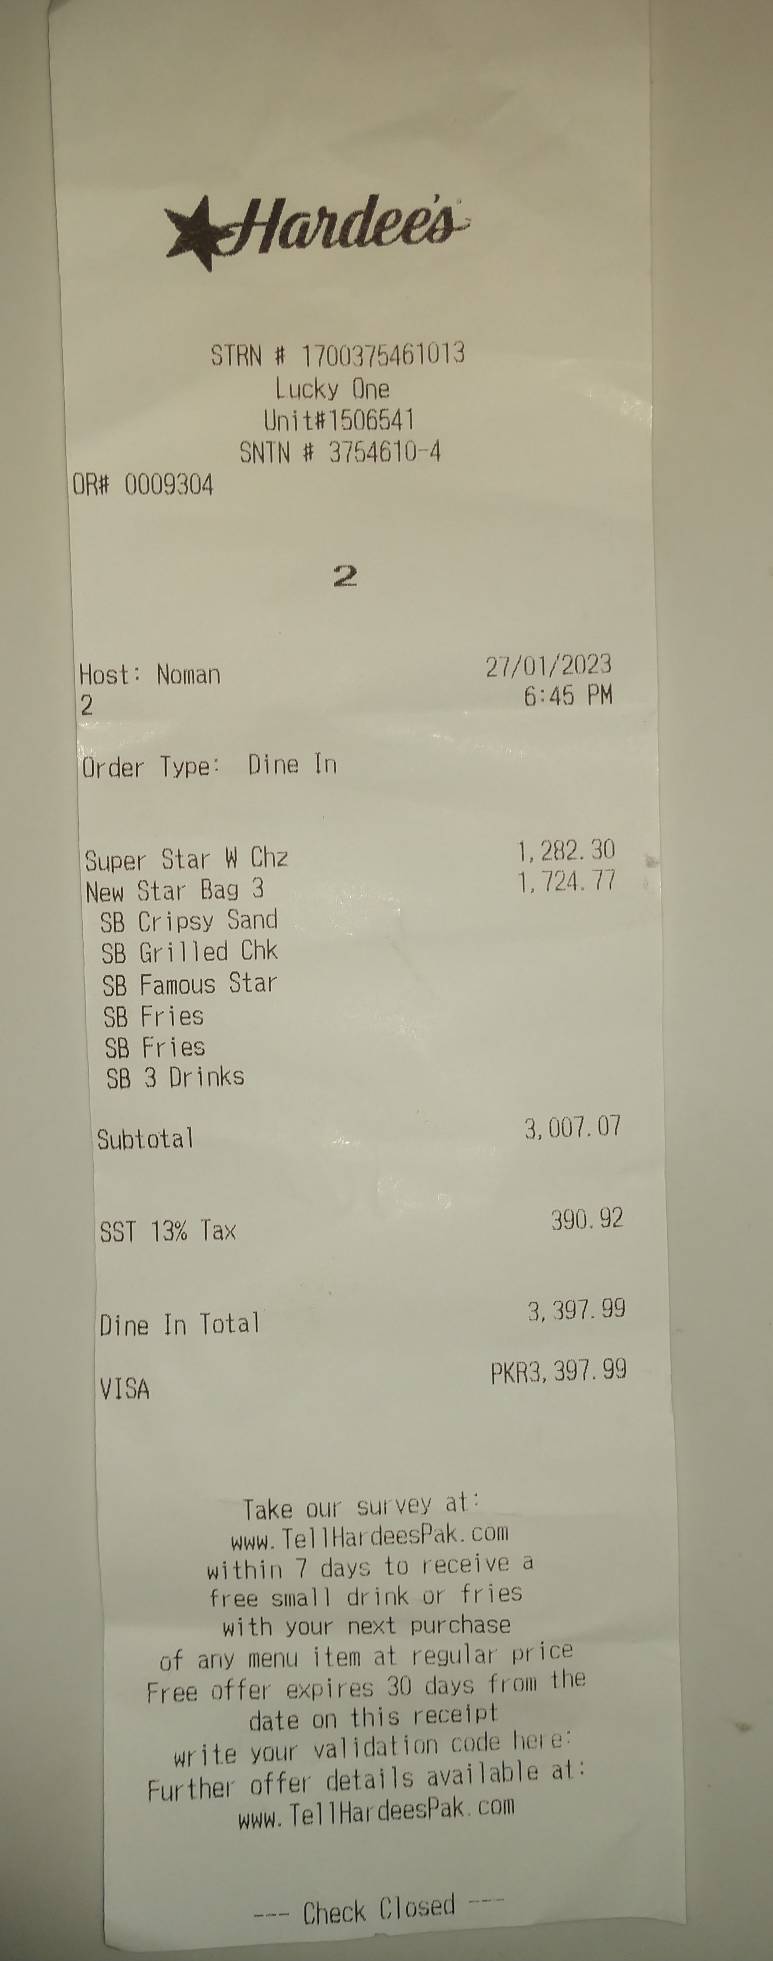 Hardee's
STRN # 1700375461013
Lucky One
Unit#1506541
SNTN # 3754610-4
OR# 0009304
2
Host: Noman 27/01/2023
2 6:45 PM
Order Type: Dine In
Super Star W Chz 1,282.30
New Star Bag 3 1,724.77
SB Cripsy Sand
SB Grilled Chk
SB Famous Star
SB Fries
SB Fries
SB 3 Drinks
Subtotal 3,007.07
SST 13% Tax 390.92
Dine In Total 3,397.99
VISA PKR3,397.99
Take our survey at:
www.TellHardeesPak.com
within 7 days to receive a
free small drink or fries
with your next purchase
of any menu item at regular price
Free offer expires 30 days from the
date on this receipt
write your validation code here:
Further offer details available at:
www.TellHardeesPak.com
--- Check Closed ---